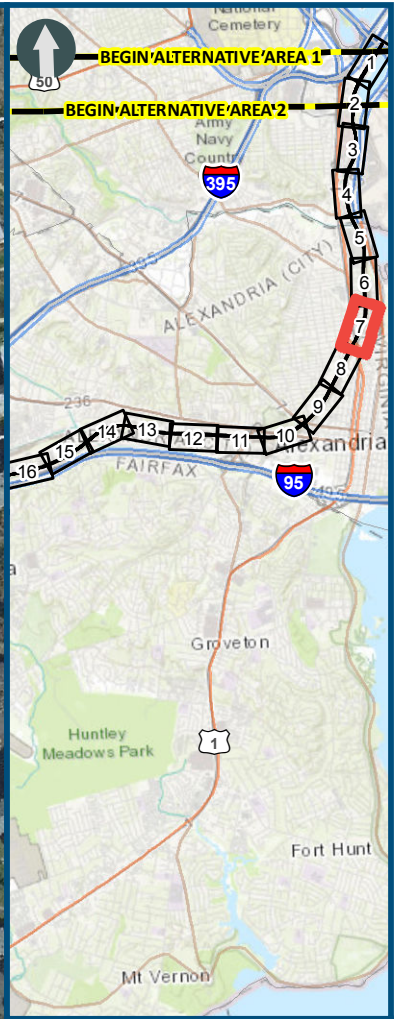 National
Cemetery
50
BEGIN ALTERNATIVE AREA 1
1
BEGIN ALTERNATIVE AREA 2
2
Army
Navy
Country
3
395
4
5
395
ALEXANDRIA (CITY)
6
VIRGINIA
7
8
236
9
14
13
12
11
10
Alexandria
15
16
FAIRFAX
95
495
Groveton
1
Huntley
Meadows Park
Fort Hunt
Mt Vernon